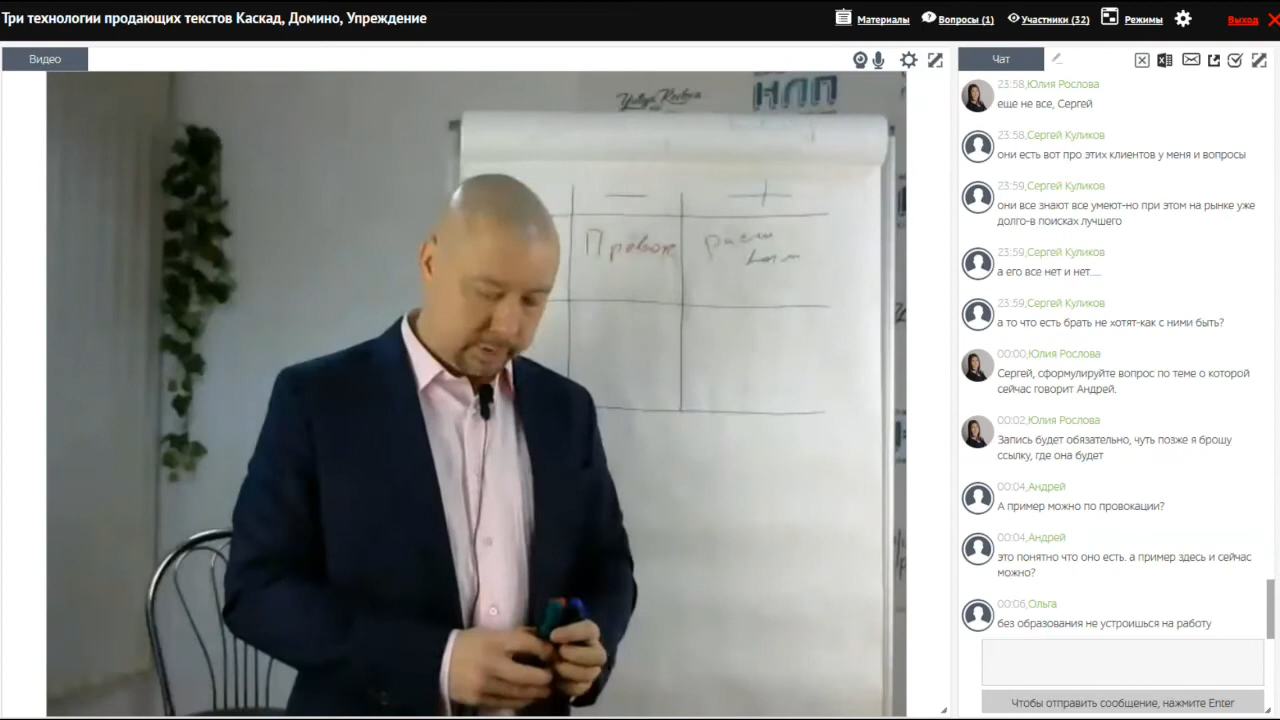 Три технологии продающих текстов Каскад, Домино, Упреждение
Материалы
Вопросы (1)
Участники (32)
Режимы
Выход
Видео
Чат
НЛП
23:58,Юлия Рослова
еще не все, Сергей
23:58,Сергей Куликов
они есть вот про этих клиентов у меня и вопросы
23:59,Сергей Куликов
они все знают все умеют-но при этом на рынке уже
долго-в поисках лучшего
23:59,Сергей Куликов
а его все нет и нет.....
23:59,Сергей Куликов
а то что есть брать не хотят-как с ними быть?
00:00,Юлия Рослова
Сергей, сформулируйте вопрос по теме о которой
сейчас говорит Андрей.
00:02,Юлия Рослова
Запись будет обязательно, чуть позже я брошу
ссылку, где она будет
00:04,Андрей
А пример можно по провокации?
00:04,Андрей
это понятно что оно есть. а пример здесь и сейчас
можно?
00:06,Ольга
без образования не устроишься на работу
Чтобы отправить сообщение, нажмите Enter